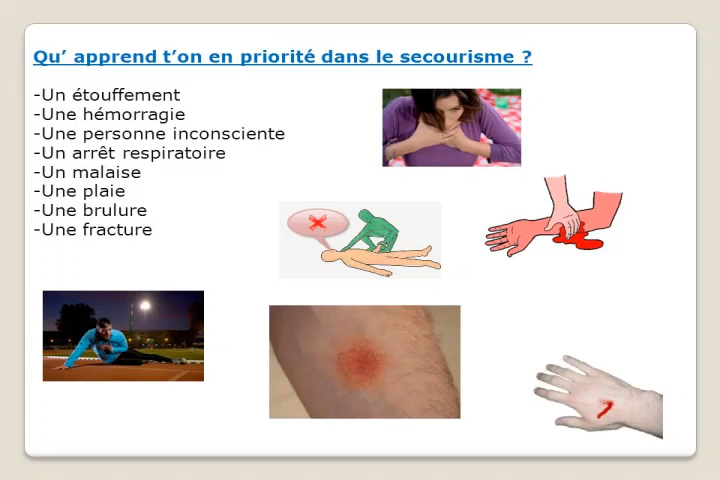 Qu’ apprend t’on en priorité dans le secourisme ?
-Un étouffement
-Une hémorragie
-Une personne inconsciente
-Un arrêt respiratoire
-Un malaise
-Une plaie
-Une brulure
-Une fracture